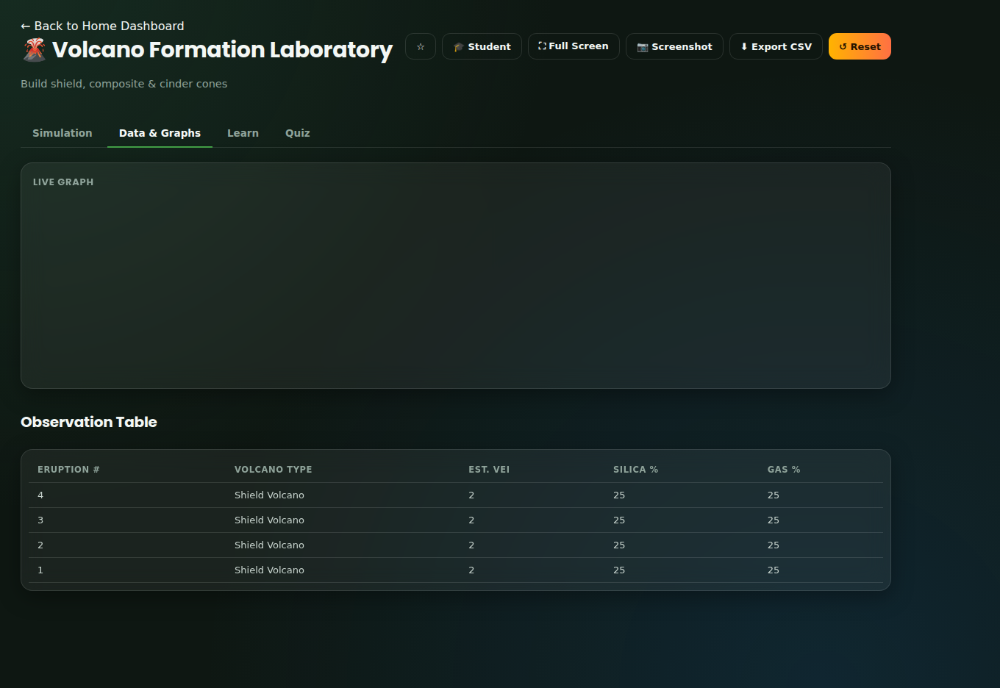 ← Back to Home Dashboard
🌋 Volcano Formation Laboratory
☆
🎓 Student
⛶ Full Screen
📷 Screenshot
⬇ Export CSV
↺ Reset
Build shield, composite & cinder cones
Simulation
Data & Graphs
Learn
Quiz
LIVE GRAPH
Observation Table
ERUPTION # VOLCANO TYPE EST. VEI SILICA % GAS %
4 Shield Volcano 2 25 25
3 Shield Volcano 2 25 25
2 Shield Volcano 2 25 25
1 Shield Volcano 2 25 25